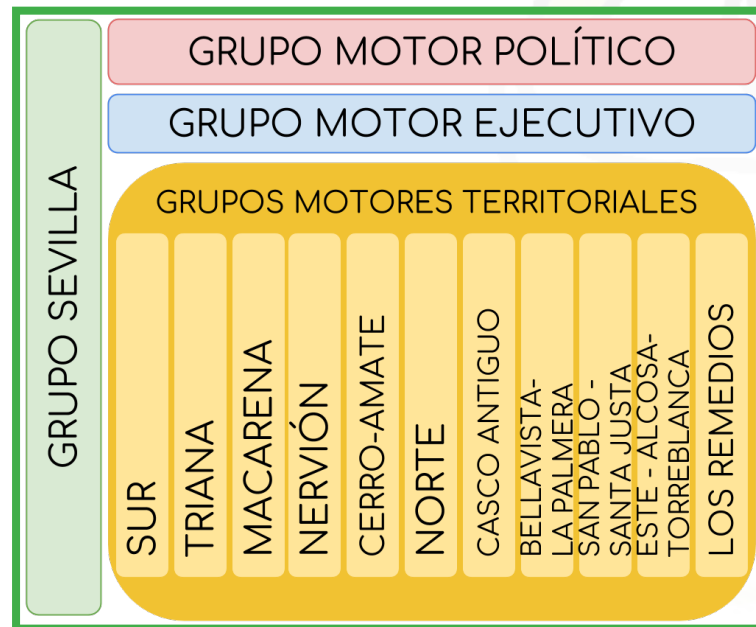 GRUPO SEVILLA
GRUPO MOTOR POLÍTICO
GRUPO MOTOR EJECUTIVO
GRUPOS MOTORES TERRITORIALES
SUR
TRIANA
MACARENA
NERVIÓN
CERRO-AMATE
NORTE
CASCO ANTIGUO
BELLAVISTA-
LA PALMERA
SAN PABLO -
SANTA JUSTA
ESTE - ALCOSA-
TORREBLANCA
LOS REMEDIOS